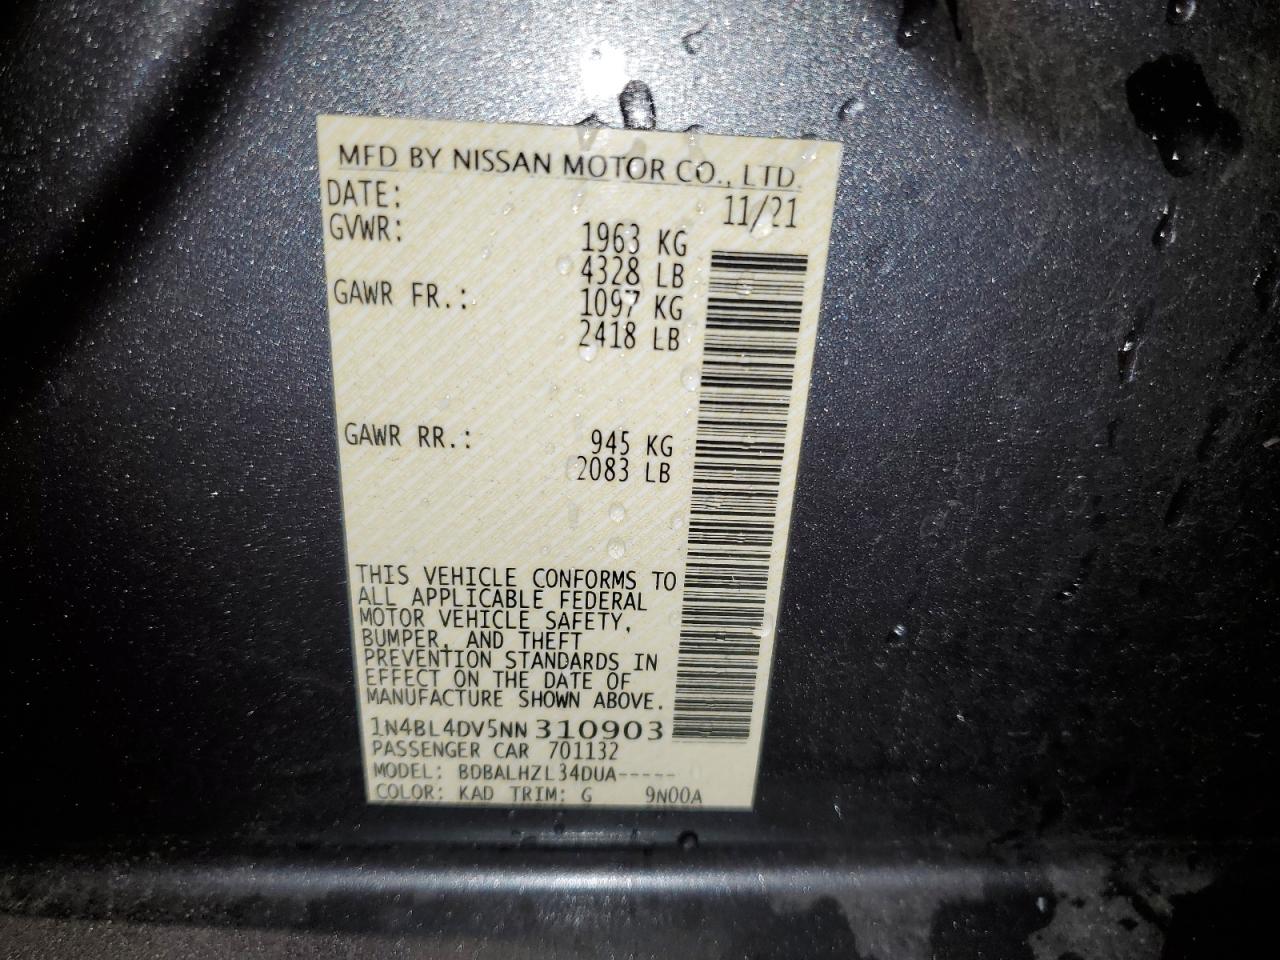 MFD BY NISSAN MOTOR CO., LTD.
DATE: 11/21
GVWR: 1963 KG
4328 LB
GAWR FR.: 1097 KG
2418 LB
GAWR RR.: 945 KG
2083 LB
THIS VEHICLE CONFORMS TO
ALL APPLICABLE FEDERAL
MOTOR VEHICLE SAFETY,
BUMPER, AND THEFT
PREVENTION STANDARDS IN
EFFECT ON THE DATE OF
MANUFACTURE SHOWN ABOVE.
1N4BL4DV5NN310903
PASSENGER CAR 701132
MODEL: BDBALHZL34DUA-----
COLOR: KAD TRIM: G 9N00A